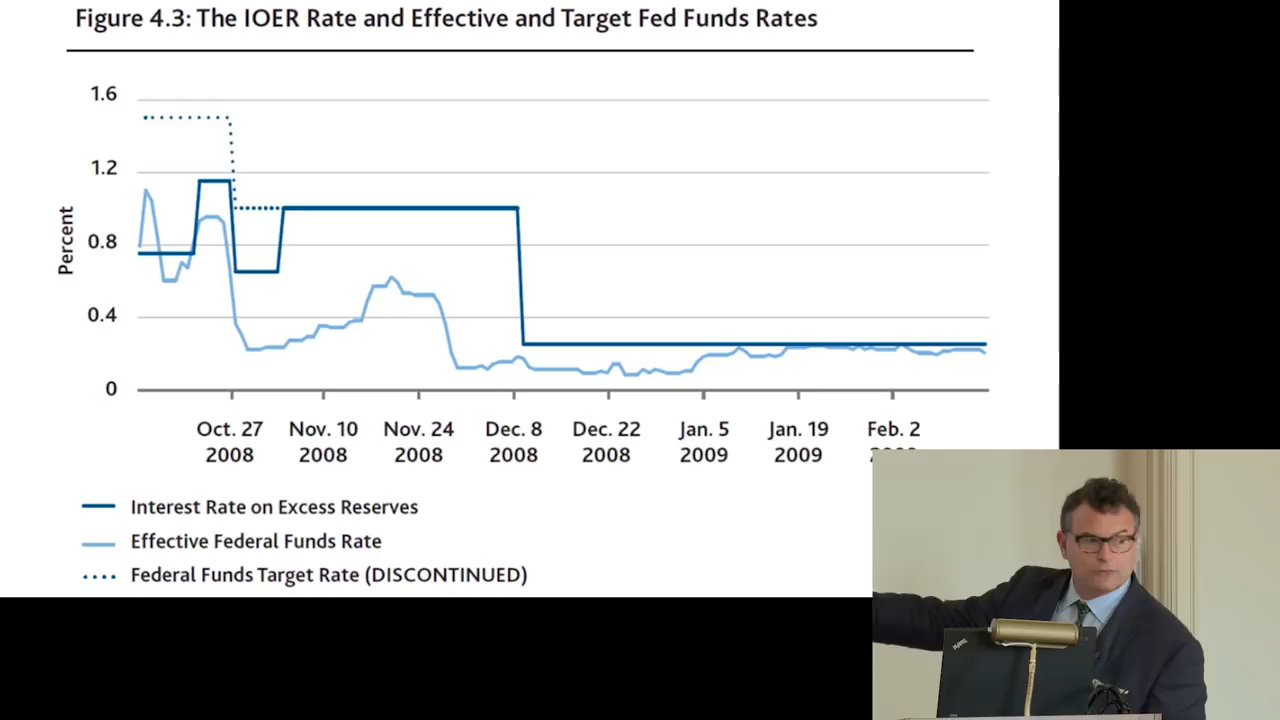 Figure 4.3: The IOER Rate and Effective and Target Fed Funds Rates
Percent
1.6
1.2
0.8
0.4
0
Oct. 27 Nov. 10 Nov. 24 Dec. 8 Dec. 22 Jan. 5 Jan. 19 Feb. 2
2008 2008 2008 2008 2008 2009 2009
Interest Rate on Excess Reserves
Effective Federal Funds Rate
Federal Funds Target Rate (DISCONTINUED)